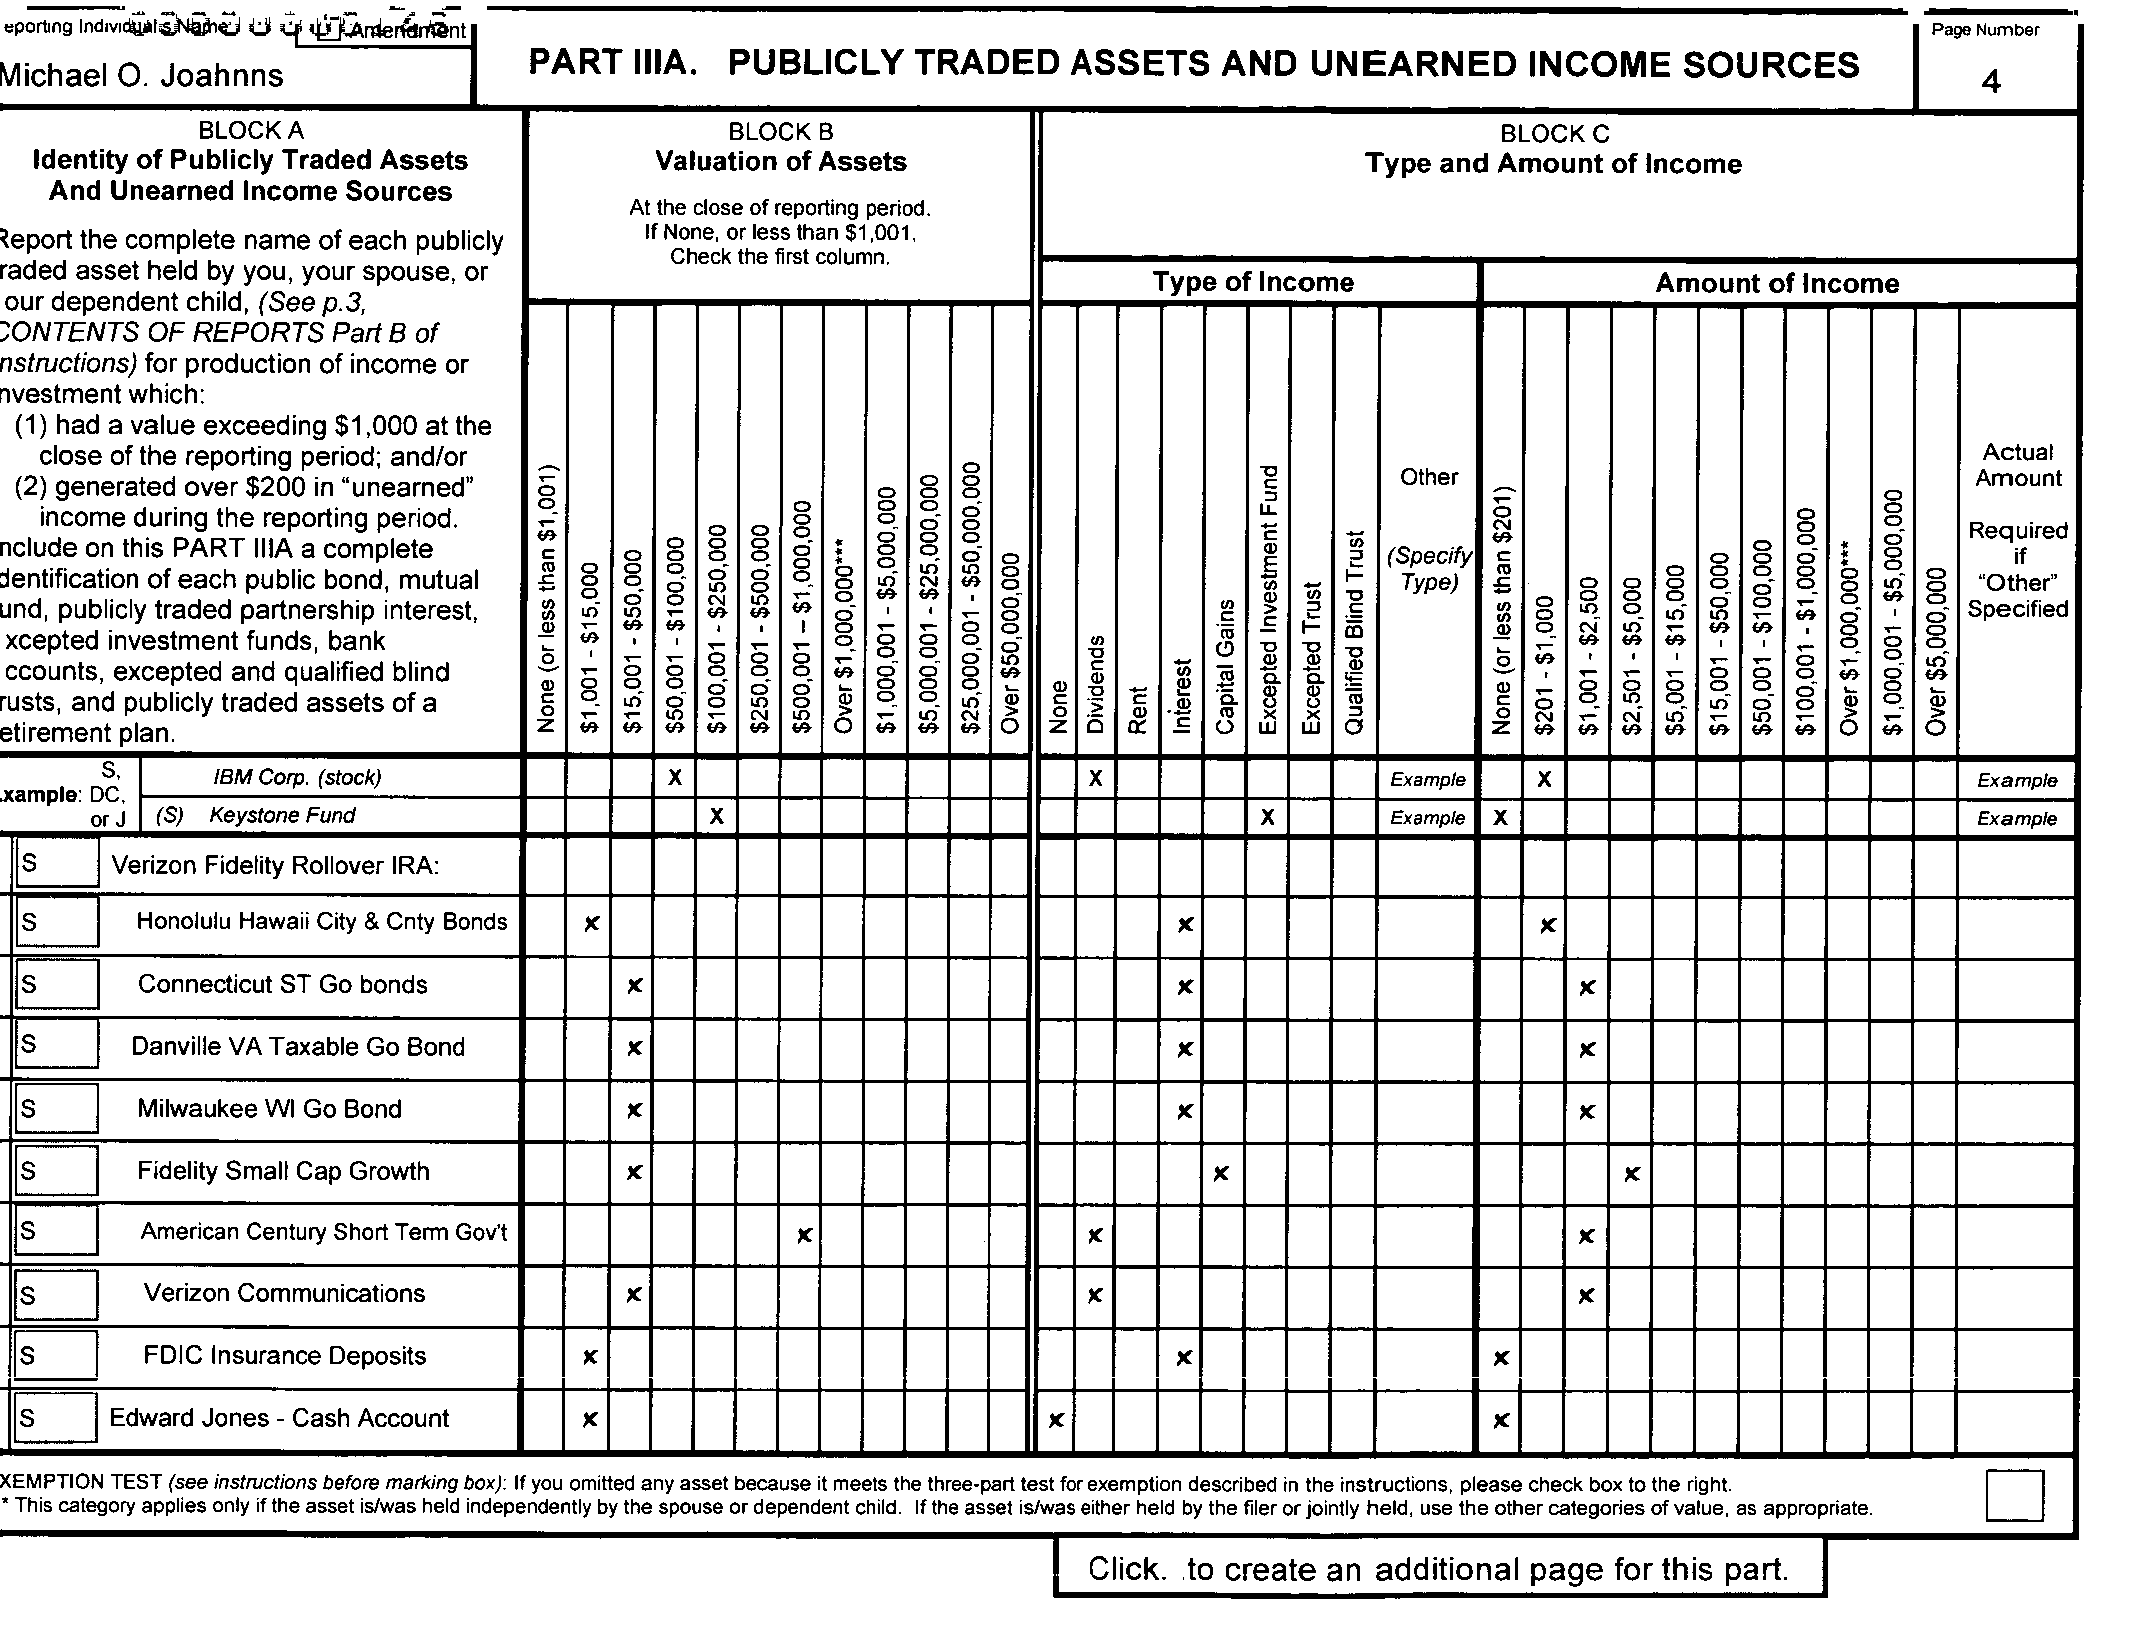 eporting Individual's Name
Amendment
Michael O. Joahnns
PART IIIA. PUBLICLY TRADED ASSETS AND UNEARNED INCOME SOURCES
Page Number
4
BLOCK A
Identity of Publicly Traded Assets
And Unearned Income Sources
Report the complete name of each publicly
raded asset held by you, your spouse, or
our dependent child, (See p.3,
CONTENTS OF REPORTS Part B of
nstructions) for production of income or
nvestment which:
(1) had a value exceeding $1,000 at the
close of the reporting period; and/or
(2) generated over $200 in "unearned"
income during the reporting period.
nclude on this PART IIIA a complete
dentification of each public bond, mutual
und, publicly traded partnership interest,
xcepted investment funds, bank
ccounts, excepted and qualified blind
rusts, and publicly traded assets of a
etirement plan.
BLOCK B
Valuation of Assets
At the close of reporting period.
If None, or less than $1,001,
Check the first column.
None (or less than $1,001)
$1,001 - $15,000
$15,001 - $50,000
$50,001 - $100,000
$100,001 - $250,000
$250,001 - $500,000
$500,001 – $1,000,000
Over $1,000,000***
$1,000,001 - $5,000,000
$5,000,001 - $25,000,000
$25,000,001 - $50,000,000
Over $50,000,000
BLOCK C
Type and Amount of Income
Type of Income
None
Dividends
Rent
Interest
Capital Gains
Excepted Investment Fund
Excepted Trust
Qualified Blind Trust
Other
(Specify
Type)
Amount of Income
None (or less than $201)
$201 - $1,000
$1,001 - $2,500
$2,501 - $5,000
$5,001 - $15,000
$15,001 - $50,000
$50,001 - $100,000
$100,001 - $1,000,000
Over $1,000,000***
$1,000,001 - $5,000,000
Over $5,000,000
Actual
Amount
Required
if
"Other"
Specified
xample: S, DC, or J
IBM Corp. (stock) X X Example X Example
(S) Keystone Fund X X Example X Example
S Verizon Fidelity Rollover IRA:
S Honolulu Hawaii City & Cnty Bonds x x x
S Connecticut ST Go bonds x x x
S Danville VA Taxable Go Bond x x x
S Milwaukee WI Go Bond x x x
S Fidelity Small Cap Growth x x x
S American Century Short Term Gov't x x x
S Verizon Communications x x x
S FDIC Insurance Deposits x x x
S Edward Jones - Cash Account x x x
XEMPTION TEST (see instructions before marking box): If you omitted any asset because it meets the three-part test for exemption described in the instructions, please check box to the right.
* This category applies only if the asset is/was held independently by the spouse or dependent child. If the asset is/was either held by the filer or jointly held, use the other categories of value, as appropriate.
Click. .to create an additional page for this part.